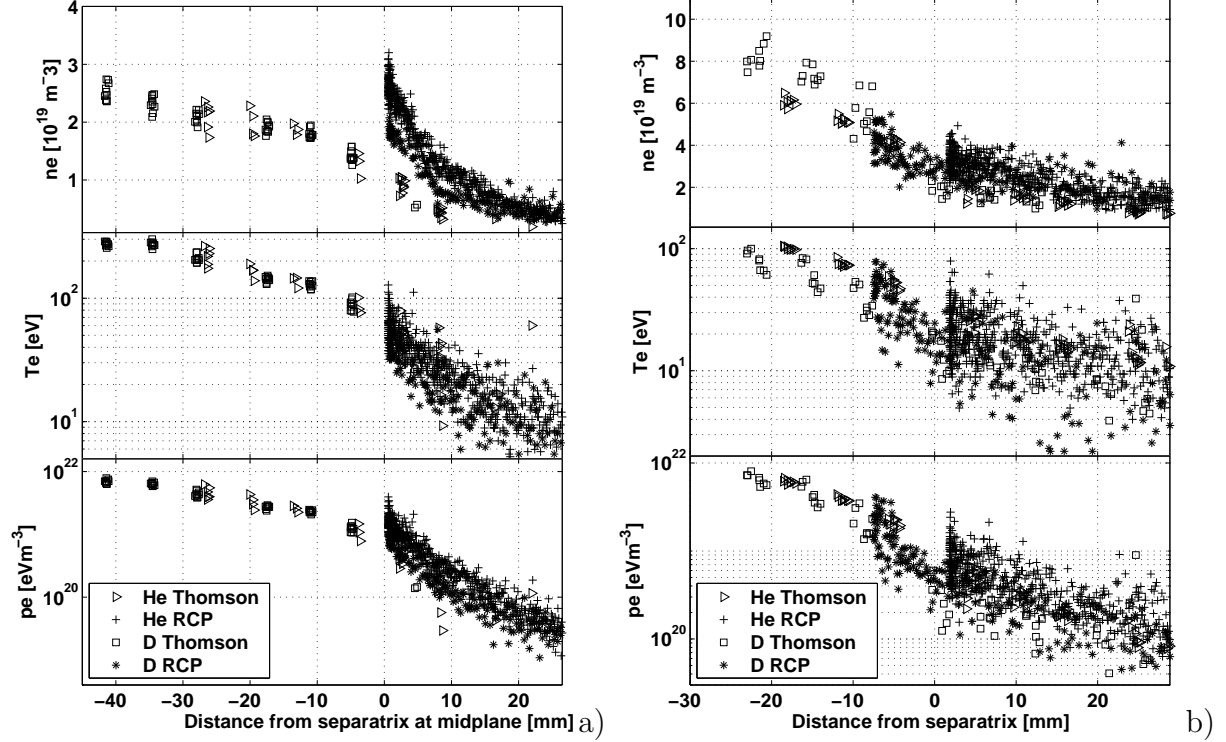 4
3
2
1
ne [10^19 m^−3]
10^2
10^1
Te [eV]
10^22
10^20
pe [eVm^−3]
He Thomson
He RCP
D Thomson
D RCP
−40 −30 −20 −10 0 10 20
Distance from separatrix at midplane [mm]
a)
10
8
6
4
2
ne [10^19 m^−3]
10^2
10^1
Te [eV]
10^22
10^20
pe [eVm^−3]
He Thomson
He RCP
D Thomson
D RCP
−30 −20 −10 0 10 20
Distance from separatrix [mm]
b)